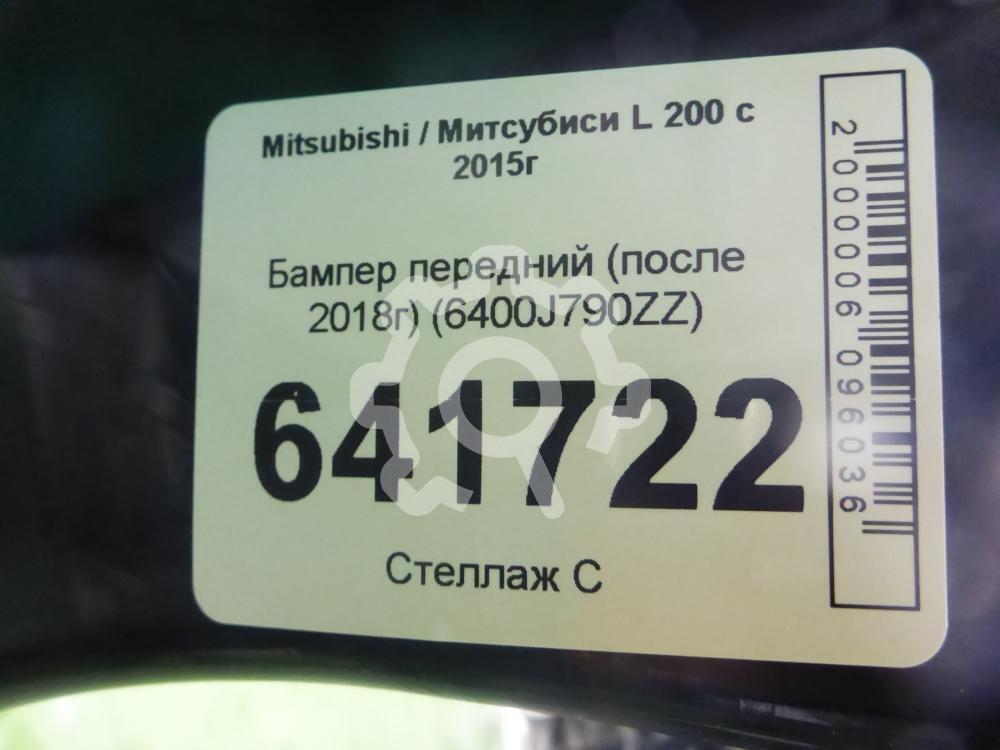 Mitsubishi / Митсубиси L 200 с
2015г
Бампер передний (после
2018г) (6400J790ZZ)
641722
Стеллаж С
2000006096036